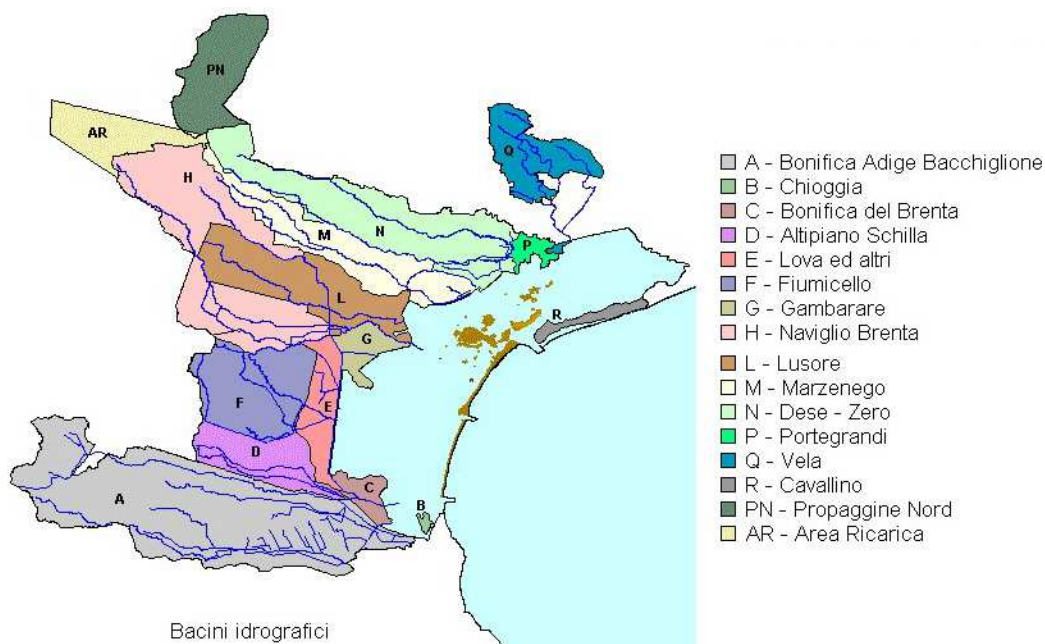 PN
AR
Q
H
M
N
P
L
R
G
F
E
D
C
A
B
Bacini idrografici
A - Bonifica Adige Bacchiglione
B - Chioggia
C - Bonifica del Brenta
D - Altipiano Schilla
E - Lova ed altri
F - Fiumicello
G - Gambarare
H - Naviglio Brenta
L - Lusore
M - Marzenego
N - Dese - Zero
P - Portegrandi
Q - Vela
R - Cavallino
PN - Propaggine Nord
AR - Area Ricarica